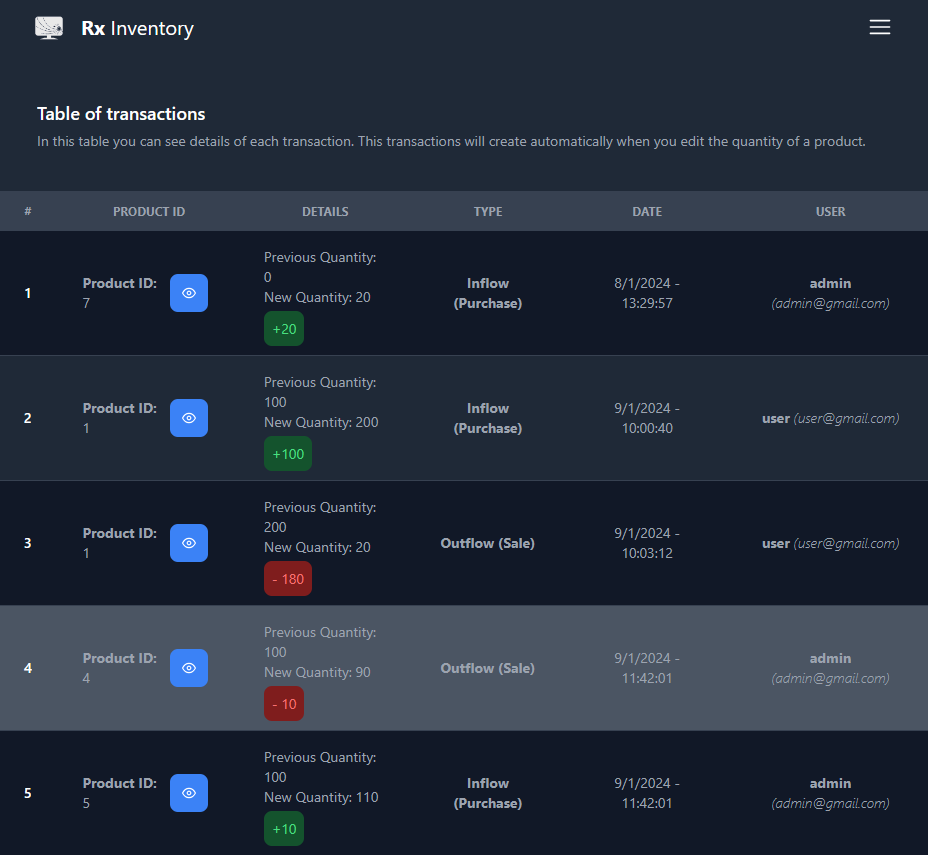 Rx Inventory
Table of transactions
In this table you can see details of each transaction. This transactions will create automatically when you edit the quantity of a product.
# PRODUCT ID DETAILS TYPE DATE USER
1
Product ID:
7
Previous Quantity:
0
New Quantity: 20
+20
Inflow
(Purchase)
8/1/2024 -
13:29:57
admin
(admin@gmail.com)
2
Product ID:
1
Previous Quantity:
100
New Quantity: 200
+100
Inflow
(Purchase)
9/1/2024 -
10:00:40
user (user@gmail.com)
3
Product ID:
1
Previous Quantity:
200
New Quantity: 20
- 180
Outflow (Sale)
9/1/2024 -
10:03:12
user (user@gmail.com)
4
Product ID:
4
Previous Quantity:
100
New Quantity: 90
- 10
Outflow (Sale)
9/1/2024 -
11:42:01
admin
(admin@gmail.com)
5
Product ID:
5
Previous Quantity:
100
New Quantity: 110
+10
Inflow
(Purchase)
9/1/2024 -
11:42:01
admin
(admin@gmail.com)